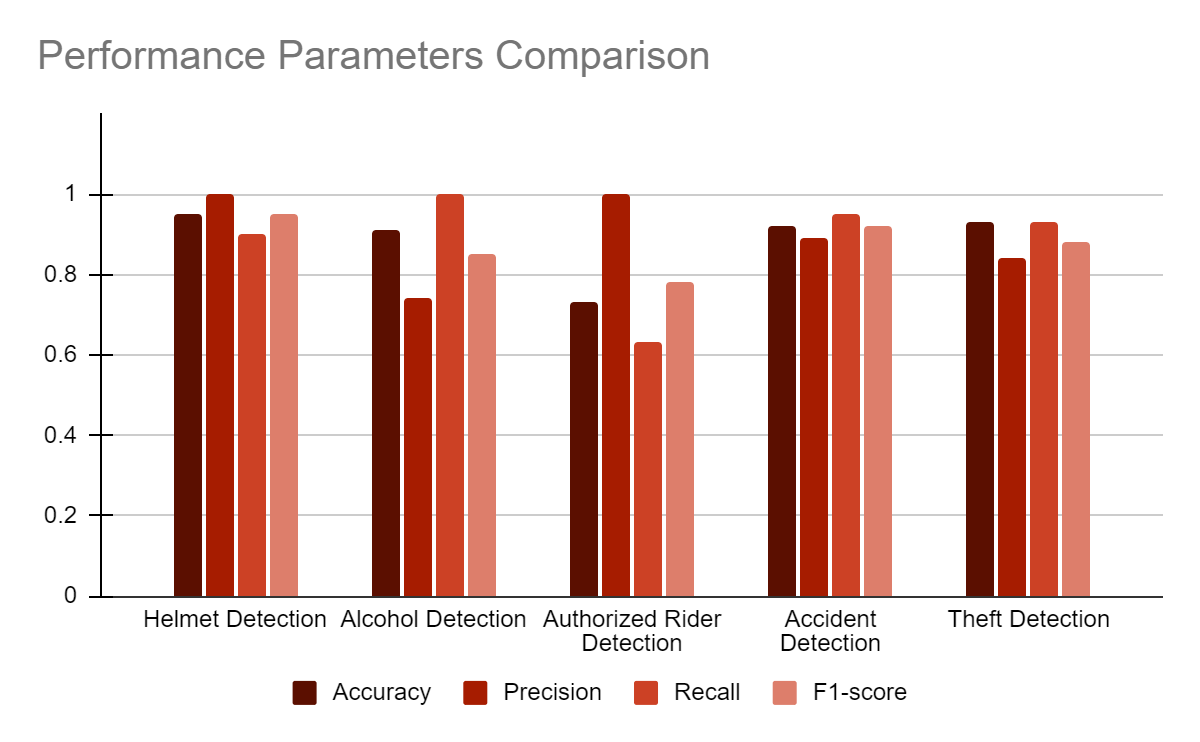 Performance Parameters Comparison
1
0.8
0.6
0.4
0.2
0
Helmet Detection
Alcohol Detection
Authorized Rider
Detection
Accident
Detection
Theft Detection
Accuracy
Precision
Recall
F1-score